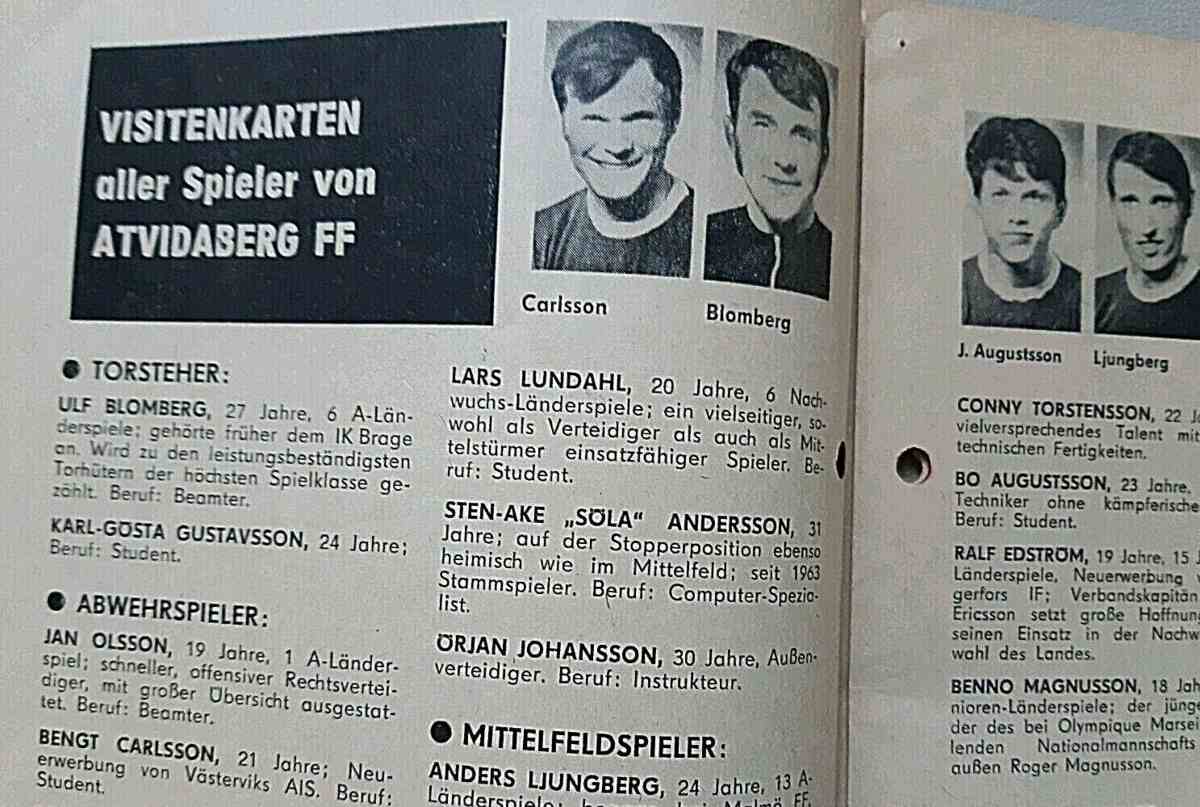 VISITENKARTEN
aller Spieler von
ATVIDABERG FF
Carlsson
Blomberg
● TORSTEHER:
ULF BLOMBERG, 27 Jahre, 6 A-Län-
derspiele; gehörte früher dem IK Brage
an. Wird zu den leistungsbeständigsten
Torhütern der höchsten Spielklasse ge-
zählt. Beruf: Beamter.
KARL-GÖSTA GUSTAVSSON, 24 Jahre;
Beruf: Student.
● ABWEHRSPIELER:
JAN OLSSON, 19 Jahre, 1 A-Länder-
spiel; schneller, offensiver Rechtsvertei-
diger, mit großer Übersicht ausgestat-
tet. Beruf: Beamter.
BENGT CARLSSON, 21 Jahre; Neu-
erwerbung von Västerviks AIS. Beruf:
Student.
LARS LUNDAHL, 20 Jahre, 6 Nach-
wuchs-Länderspiele; ein vielseitiger, so-
wohl als Verteidiger als auch als Mit-
telstürmer einsatzfähiger Spieler. Be-
ruf: Student.
STEN-AKE „SÖLA“ ANDERSSON, 31
Jahre; auf der Stopperposition ebenso
heimisch wie im Mittelfeld; seit 1963
Stammspieler. Beruf: Computer-Spezia-
list.
ÖRJAN JOHANSSON, 30 Jahre, Außen-
verteidiger. Beruf: Instrukteur.
● MITTELFELDSPIELER:
ANDERS LJUNGBERG, 24 Jahre, 13 A-
Länderspiele; Malmö FF,
J. Augustsson
Ljungberg
CONNY TORSTENSSON, 22
vielversprechendes Talent mit
technischen Fertigkeiten.
BO AUGUSTSSON, 23 Jahre,
Techniker ohne kämpferische
Beruf: Student.
RALF EDSTRÖM, 19 Jahre, 15 J
Länderspiele, Neuerwerbung
gerfors IF; Verbandskapitän
Ericsson setzt große Hoffnun
seinen Einsatz in der Nachw
wahl des Landes.
BENNO MAGNUSSON, 18 Jah
nioren-Länderspiele; der jüng
der des bei Olympique Marsei
lenden Nationalmannschafts
außen Roger Magnusson.